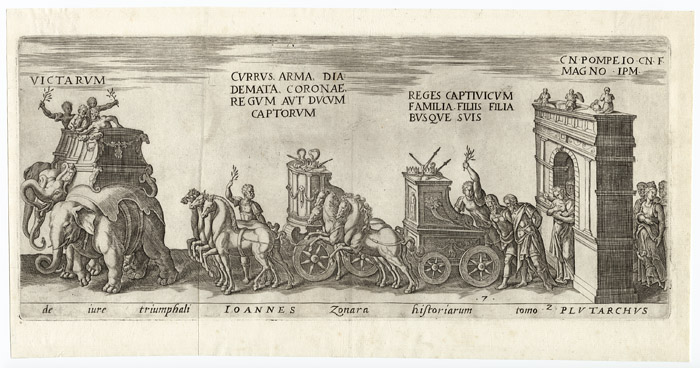 VICTARVM
CVRRVS. ARMA. DIA
DEMATA. CORONAE.
REGVM AVT DVCVM
CAPTORVM
REGES CAPTIVICVM
FAMILIA. FILIIS FILIA
BVSQVE SVIS
CN. POMPEIO. CN. F.
MAGNO . IPM.
. 7 .
de iure triumphali IOANNES Zonara historiarum tomo 2 PLVTARCHVS